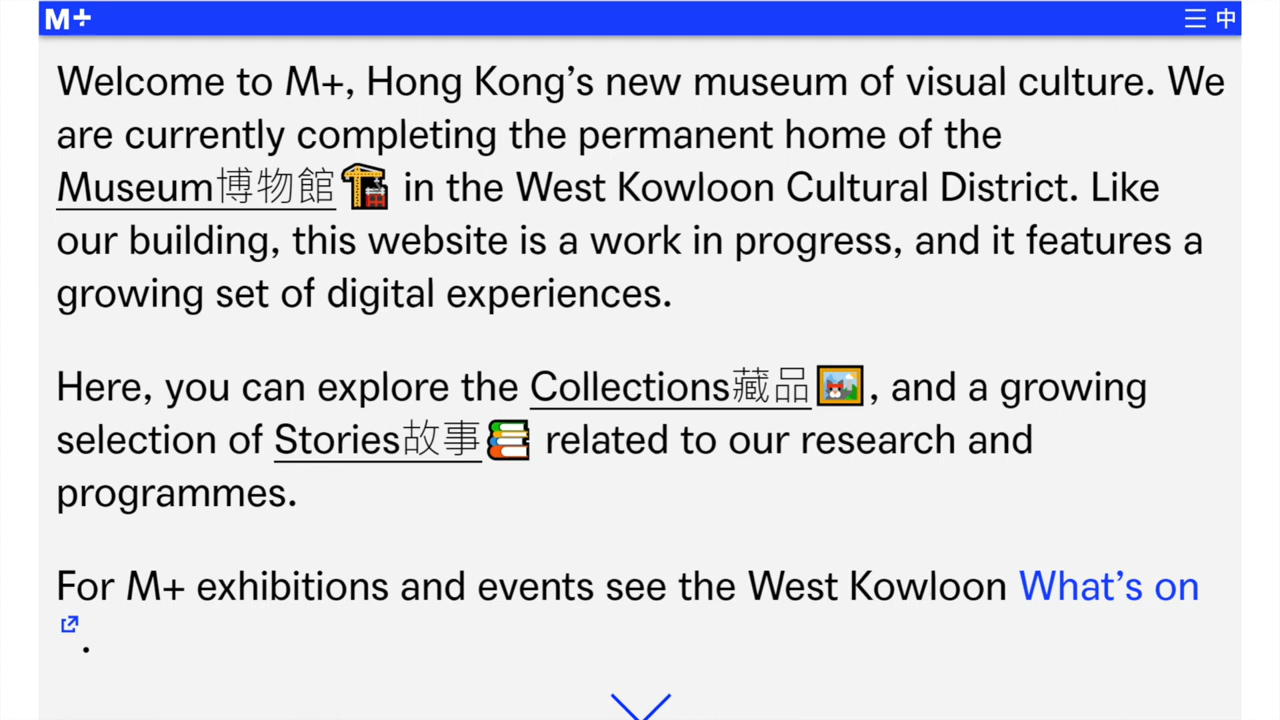 M+
中
Welcome to M+, Hong Kong’s new museum of visual culture. We
are currently completing the permanent home of the
Museum博物館 in the West Kowloon Cultural District. Like
our building, this website is a work in progress, and it features a
growing set of digital experiences.
Here, you can explore the Collections藏品, and a growing
selection of Stories故事 related to our research and
programmes.
For M+ exhibitions and events see the West Kowloon What’s on
.